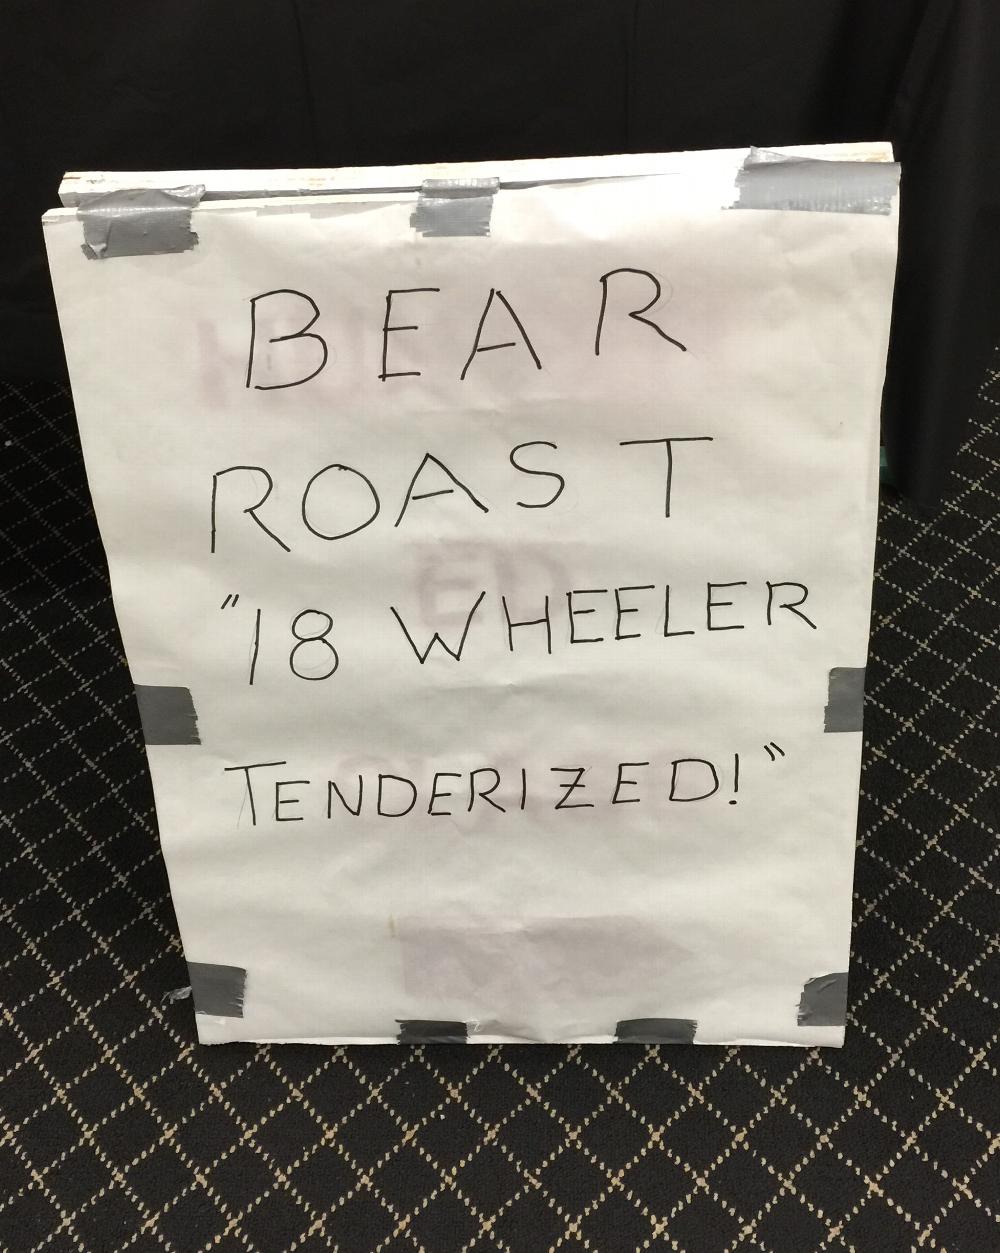 BEAR
ROAST
"18 WHEELER
TENDERIZED!"